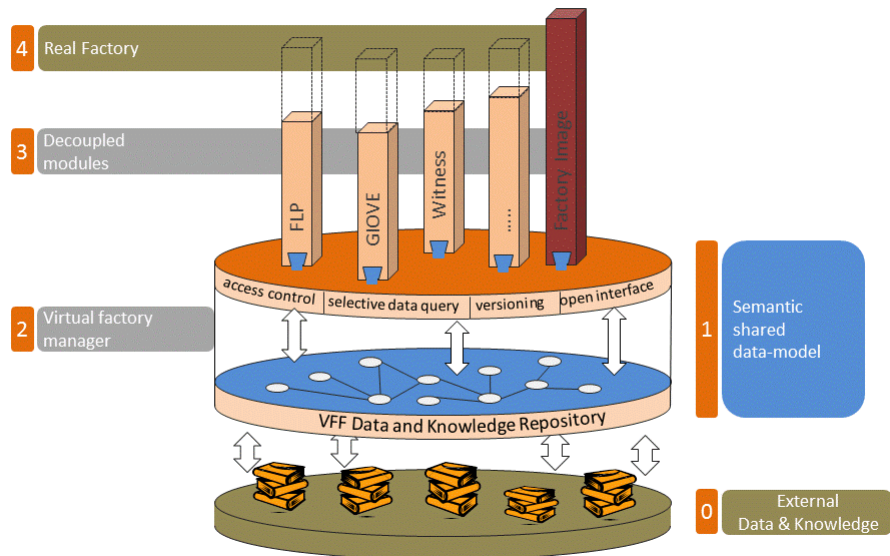 4
Real Factory
3
Decoupled
modules
FLP
GIOVE
Witness
.....
Factory Image
access control
selective data query
versioning
open interface
2
Virtual factory
manager
1
Semantic
shared
data-model
VFF Data and Knowledge Repository
0
External
Data & Knowledge